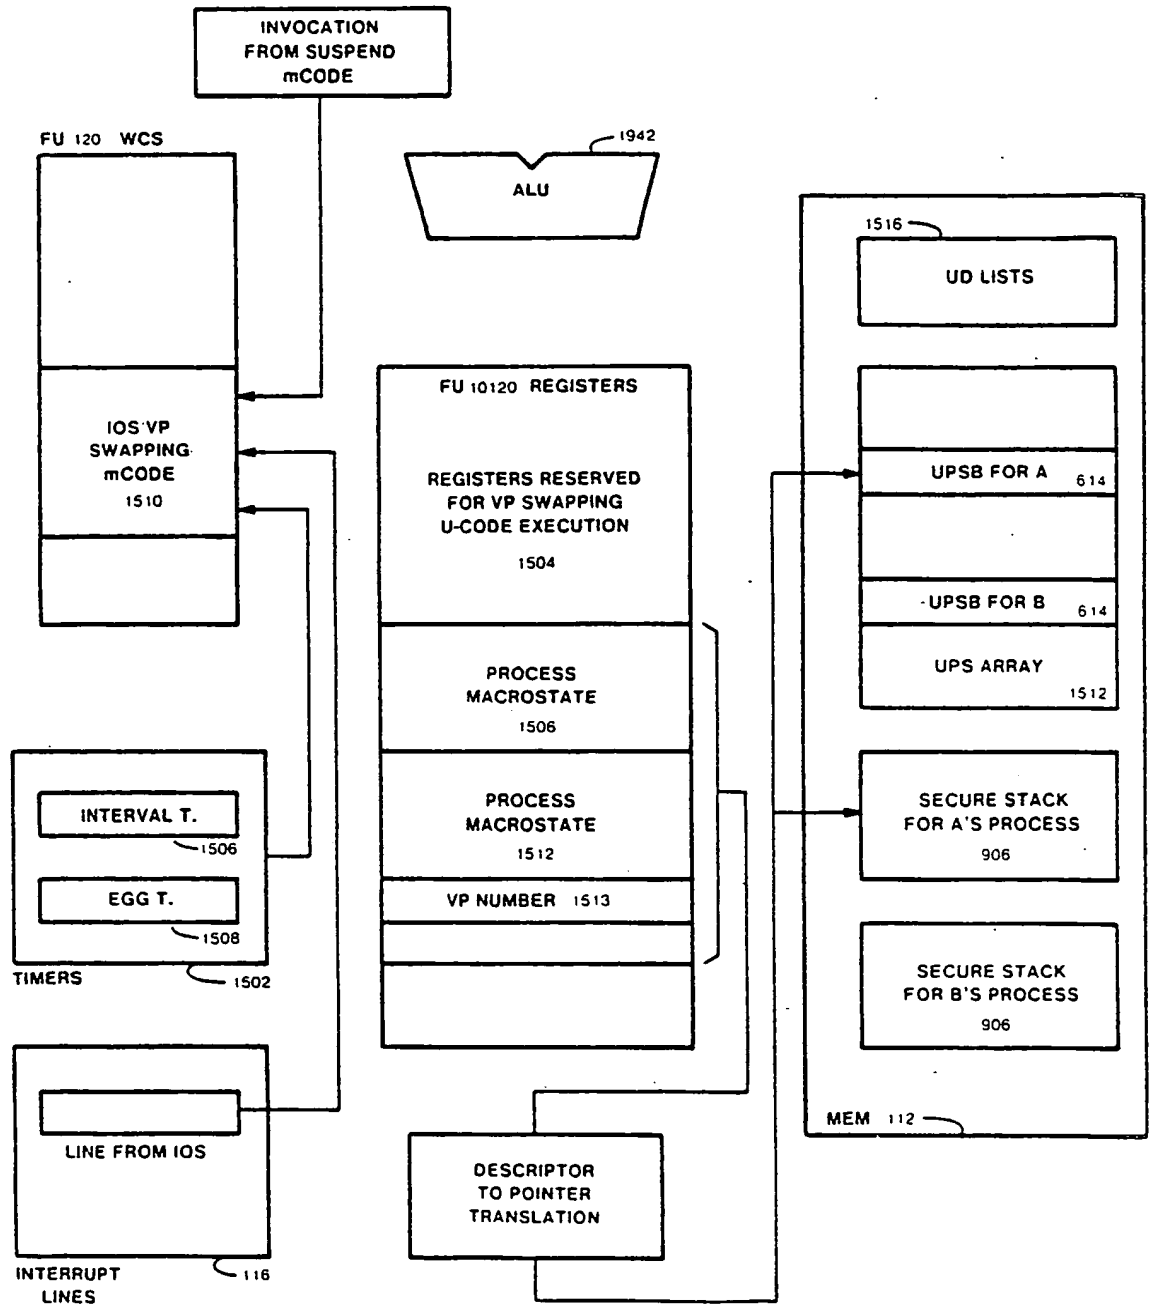 INVOCATION
FROM SUSPEND
mCODE
FU 120 WCS
1942
ALU
1516
UD LISTS
IOS VP
SWAPPING
mCODE
1510
FU 10120 REGISTERS
REGISTERS RESERVED
FOR VP SWAPPING
U-CODE EXECUTION
1504
UPSB FOR A 614
UPSB FOR B 614
UPS ARRAY
1512
PROCESS
MACROSTATE
1506
PROCESS
MACROSTATE
1512
VP NUMBER 1513
INTERVAL T.
1506
EGG T.
1508
TIMERS
1502
SECURE STACK
FOR A'S PROCESS
906
SECURE STACK
FOR B'S PROCESS
906
MEM 112
LINE FROM IOS
116
INTERRUPT
LINES
DESCRIPTOR
TO POINTER
TRANSLATION